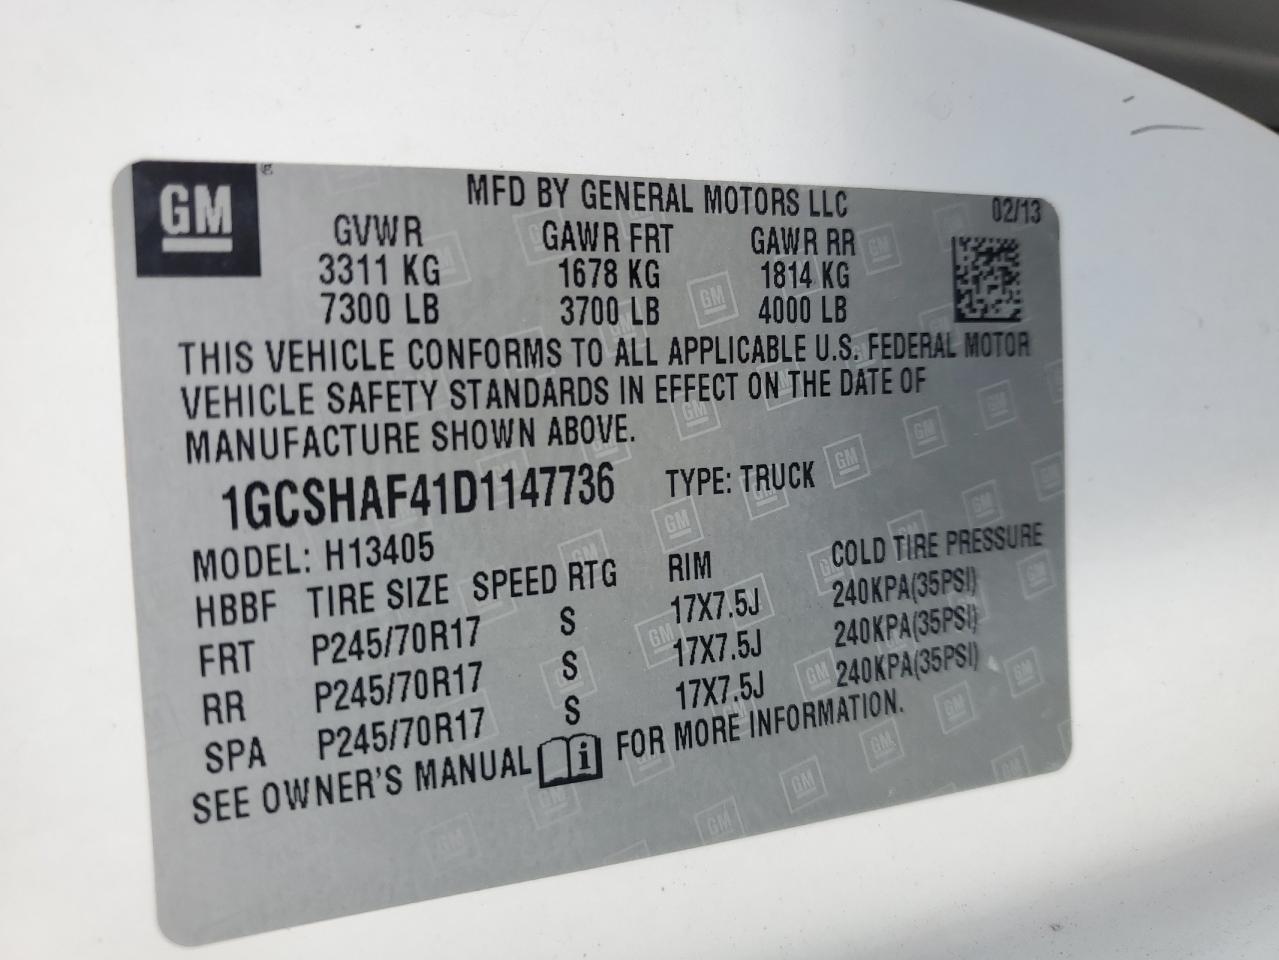 GM
MFD BY GENERAL MOTORS LLC 02/13
GVWR GAWR FRT GAWR RR
3311 KG 1678 KG 1814 KG
7300 LB 3700 LB 4000 LB
THIS VEHICLE CONFORMS TO ALL APPLICABLE U.S. FEDERAL MOTOR
VEHICLE SAFETY STANDARDS IN EFFECT ON THE DATE OF
MANUFACTURE SHOWN ABOVE.
1GCSHAF41D1147736 TYPE: TRUCK
MODEL: H13405
HBBF TIRE SIZE SPEED RTG RIM COLD TIRE PRESSURE
FRT P245/70R17 S 17X7.5J 240KPA(35PSI)
RR P245/70R17 S 17X7.5J 240KPA(35PSI)
SPA P245/70R17 S 17X7.5J 240KPA(35PSI)
SEE OWNER'S MANUAL i FOR MORE INFORMATION.